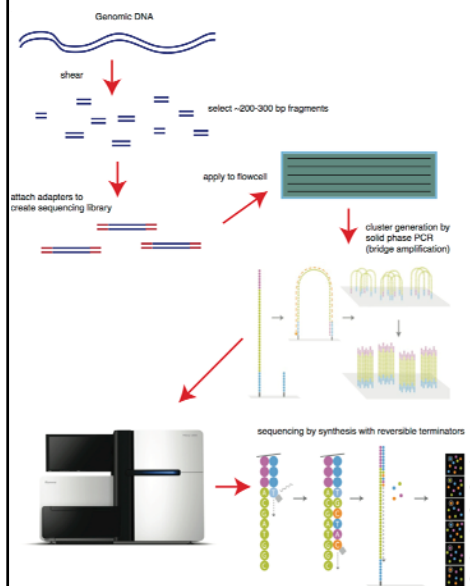 Genomic DNA
shear
select ~200-300 bp fragments
attach adapters to
create sequencing library
apply to flowcell
cluster generation by
solid phase PCR
(bridge amplification)
sequencing by synthesis with reversible terminators